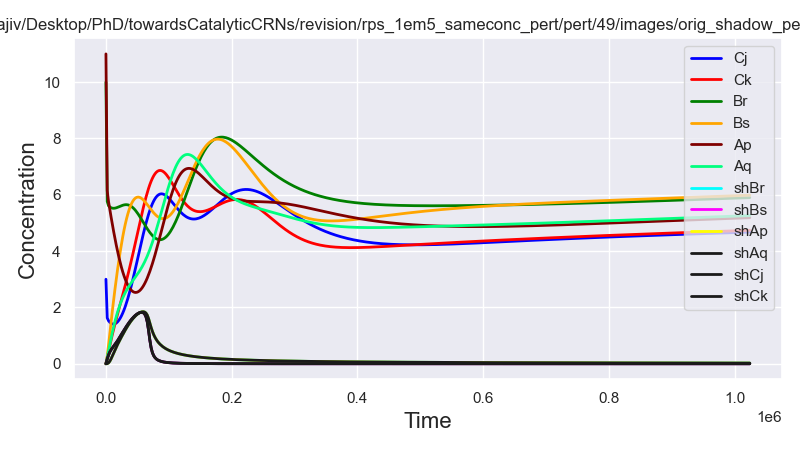 ajiv/Desktop/PhD/towardsCatalyticCRNs/revision/rps_1em5_sameconc_pert/pert/49/images/orig_shadow_pe
Concentration
10
8
6
4
2
0
0.0
0.2
0.4
0.6
0.8
1.0
1e6
Time
Cj
Ck
Br
Bs
Ap
Aq
shBr
shBs
shAp
shAq
shCj
shCk